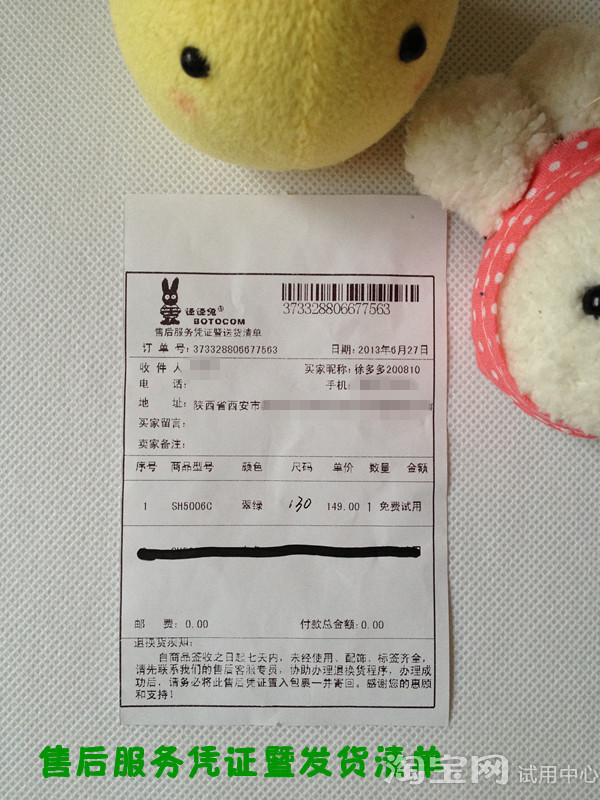 BOTOCOM
373328806677563
售后服务凭证暨送货清单
订 单 号: 373328806677563 日期: 2013年6月27日
收 件 人 买家昵称: 徐多多200810
电 话: 手机:
地 址: 陕西省西安市
买家留言:
卖家备注:
序号 商品型号 颜色 尺码 单价 数量 金额
1 SH5006C 翠绿 130 149.00 1 免费试用
邮 费: 0.00 付款总金额: 0.00
退换货须知:
自商品签收之日起七天内, 未经使用、配饰、标签齐全,
请先联系我们的售后客服专员, 协助办理退换货程序, 办理成
功后, 请务必将此售后凭证置入包裹一并寄回。感谢您的惠顾
和支持!
售后服务凭证暨发货清单
淘宝网 试用中心